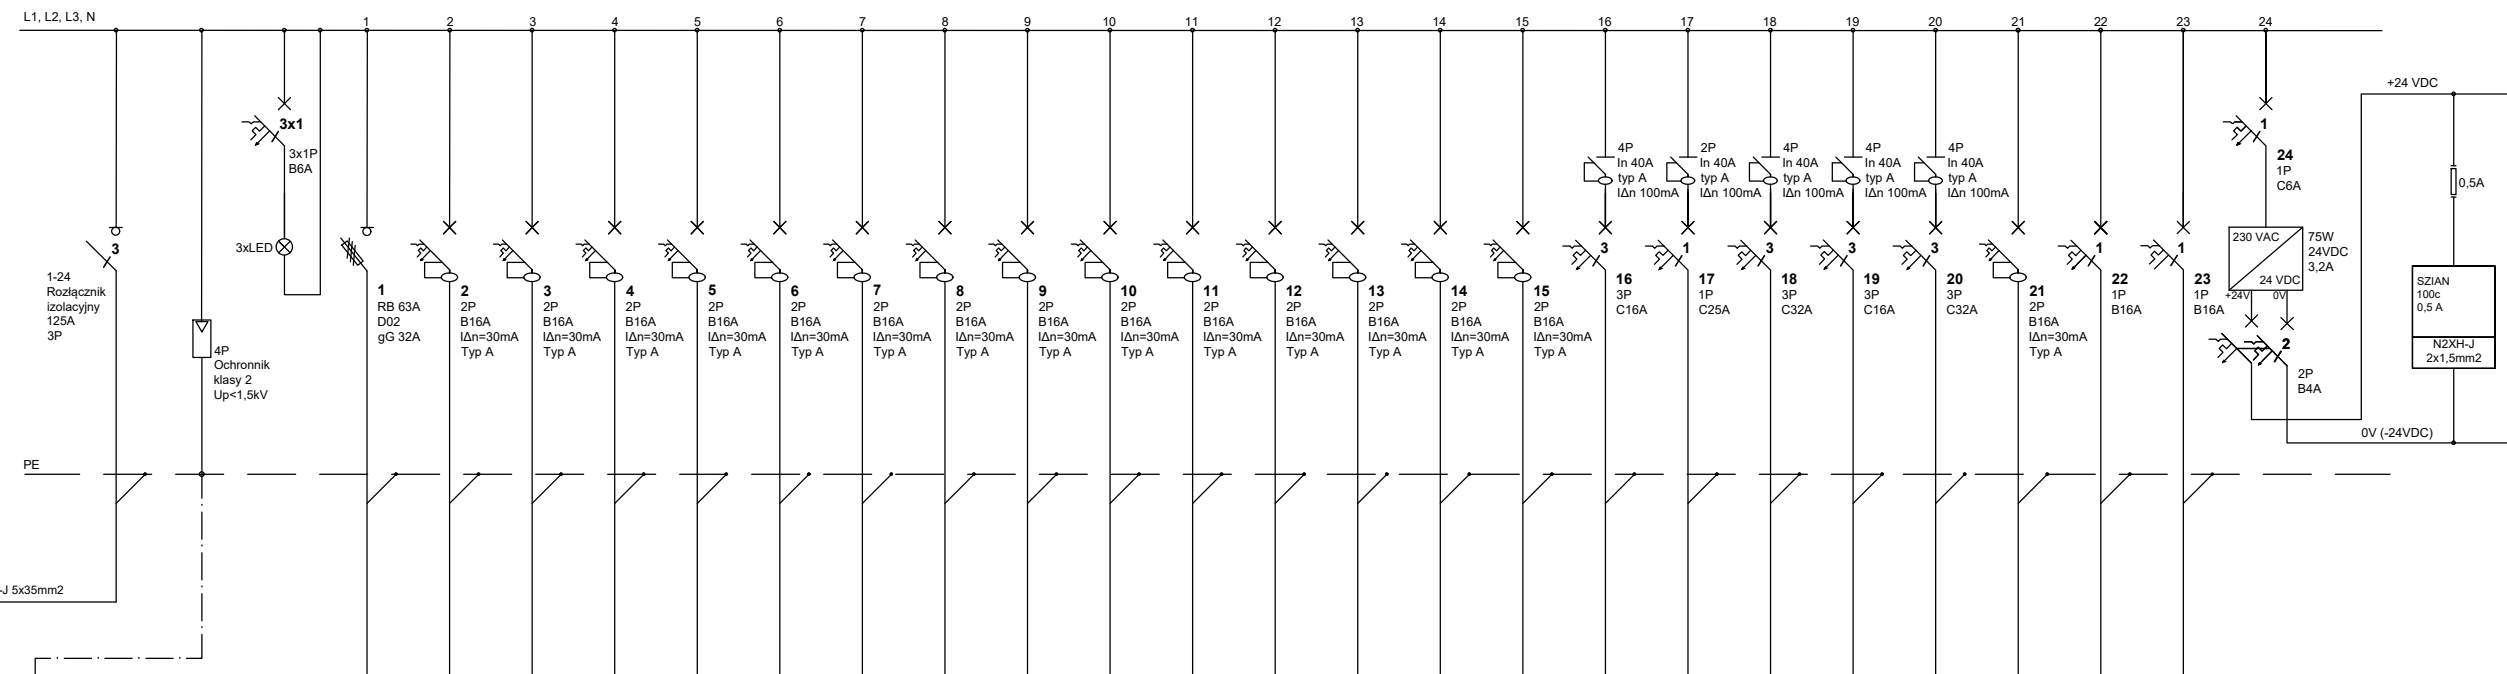 L1, L2, L3, N
1
2
3
4
5
6
7
8
9
10
11
12
13
14
15
16
17
18
19
20
21
22
23
24
+24 VDC
3x1
3x1P
B6A
3xLED
3
1-24
Rozłącznik
izolacyjny
125A
3P
4P
Ochronnik
klasy 2
Up<1,5kV
1
RB 63A
D02
gG 32A
2
2P
B16A
IΔn=30mA
Typ A
3
2P
B16A
IΔn=30mA
Typ A
4
2P
B16A
IΔn=30mA
Typ A
5
2P
B16A
IΔn=30mA
Typ A
6
2P
B16A
IΔn=30mA
Typ A
7
2P
B16A
IΔn=30mA
Typ A
8
2P
B16A
IΔn=30mA
Typ A
9
2P
B16A
IΔn=30mA
Typ A
10
2P
B16A
IΔn=30mA
Typ A
11
2P
B16A
IΔn=30mA
Typ A
12
2P
B16A
IΔn=30mA
Typ A
13
2P
B16A
IΔn=30mA
Typ A
14
2P
B16A
IΔn=30mA
Typ A
15
2P
B16A
IΔn=30mA
Typ A
4P
In 40A
typ A
IΔn 100mA
3
16
3P
C16A
2P
In 40A
typ A
IΔn 100mA
1
17
1P
C25A
4P
In 40A
typ A
IΔn 100mA
3
18
3P
C32A
4P
In 40A
typ A
IΔn 100mA
3
19
3P
C16A
4P
In 40A
typ A
IΔn 100mA
3
20
3P
C32A
21
2P
B16A
IΔn=30mA
Typ A
1
22
1P
B16A
1
23
1P
B16A
1
24
1P
C6A
230 VAC
24 VDC
75W
24VDC
3,2A
+24V
0V
2
2P
B4A
0,5A
SZIAN
100c
0,5 A
N2XH-J
2x1,5mm2
0V (-24VDC)
PE
-J 5x35mm2